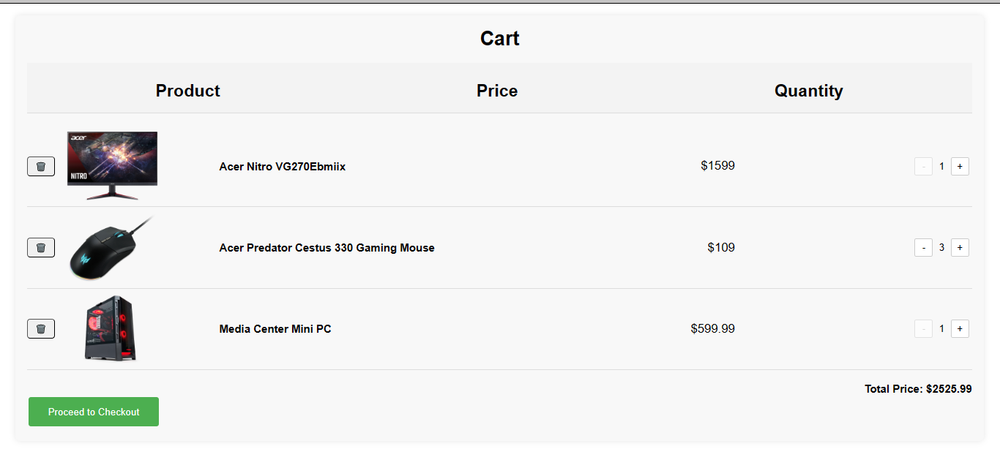 Cart
Product Price Quantity
acer
NITRO
Acer Nitro VG270Ebmiix $1599 - 1 +
Acer Predator Cestus 330 Gaming Mouse $109 - 3 +
Media Center Mini PC $599.99 - 1 +
Total Price: $2525.99
Proceed to Checkout